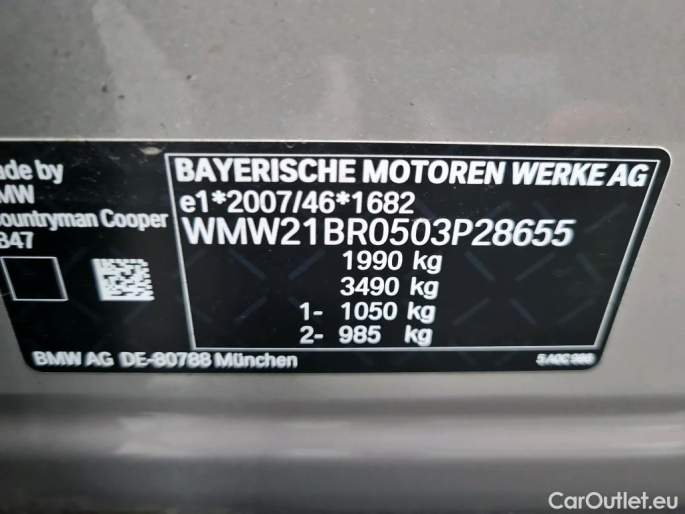 ade by
MW
ountryman Cooper
B47
BAYERISCHE MOTOREN WERKE AG
e1*2007/46*1682
WMW21BR0503P28655
1990 kg
3490 kg
1- 1050 kg
2- 985 kg
BMW AG DE-80788 München
CarOutlet.eu